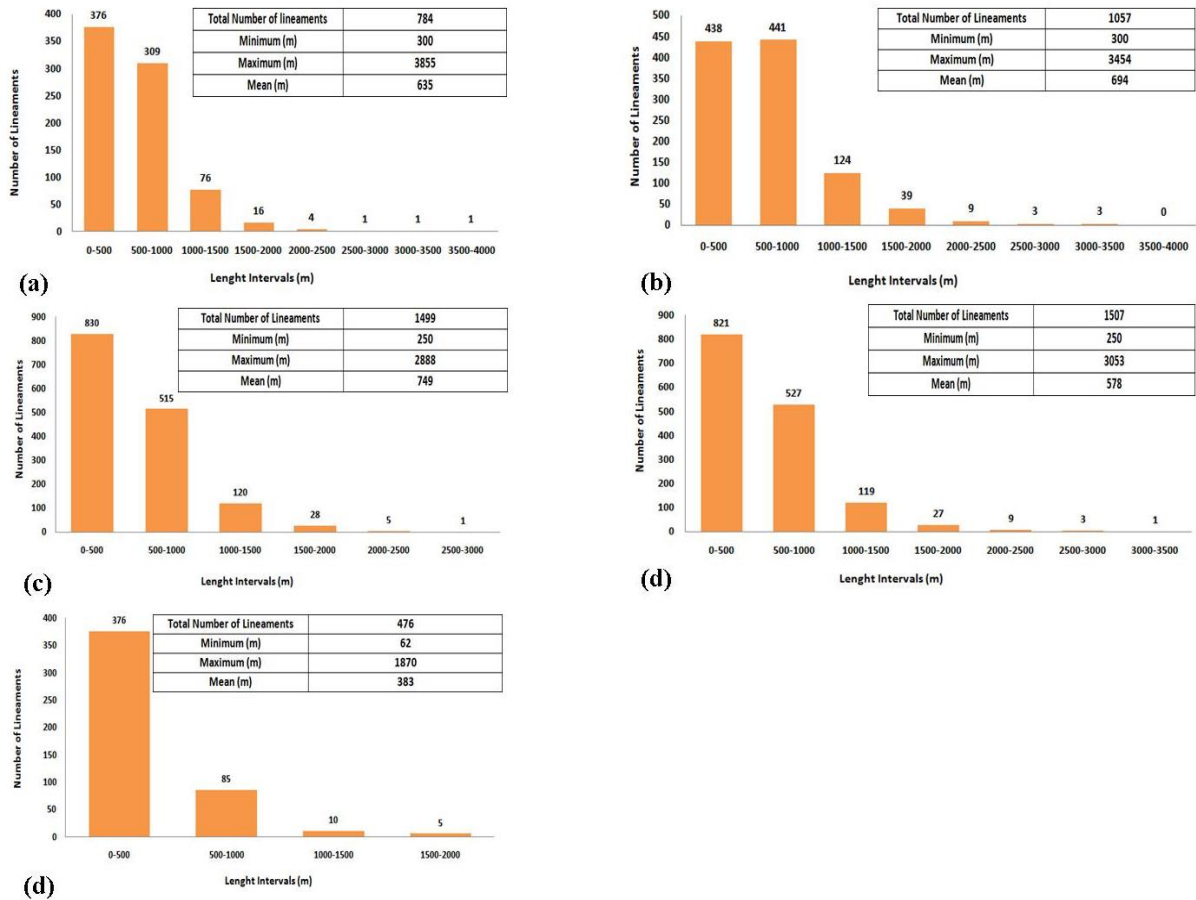 Total Number of lineaments 784
Minimum (m) 300
Maximum (m) 3855
Mean (m) 635
Number of Lineaments
400
350
300
250
200
150
100
50
0
376
309
76
16
4
1
1
1
0-500 500-1000 1000-1500 1500-2000 2000-2500 2500-3000 3000-3500 3500-4000
Lenght Intervals (m)
(a)
Total Number of Lineaments 1057
Minimum (m) 300
Maximum (m) 3454
Mean (m) 694
Number of Lineaments
500
450
400
350
300
250
200
150
100
50
0
438
441
124
39
9
3
3
0
0-500 500-1000 1000-1500 1500-2000 2000-2500 2500-3000 3000-3500 3500-4000
Lenght Intervals (m)
(b)
Total Number of Lineaments 1499
Minimum (m) 250
Maximum (m) 2888
Mean (m) 749
Number of Lineaments
900
800
700
600
500
400
300
200
100
0
830
515
120
28
5
1
0-500 500-1000 1000-1500 1500-2000 2000-2500 2500-3000
Lenght Intervals (m)
(c)
Total Number of Lineaments 1507
Minimum (m) 250
Maximum (m) 3053
Mean (m) 578
Number of Lineaments
900
800
700
600
500
400
300
200
100
0
821
527
119
27
9
3
1
0-500 500-1000 1000-1500 1500-2000 2000-2500 2500-3000 3000-3500
Lenght Intervals (m)
(d)
Total Number of Lineaments 476
Minimum (m) 62
Maximum (m) 1870
Mean (m) 383
Number of Lineaments
400
350
300
250
200
150
100
50
0
376
85
10
5
0-500 500-1000 1000-1500 1500-2000
Lenght Intervals (m)
(d)